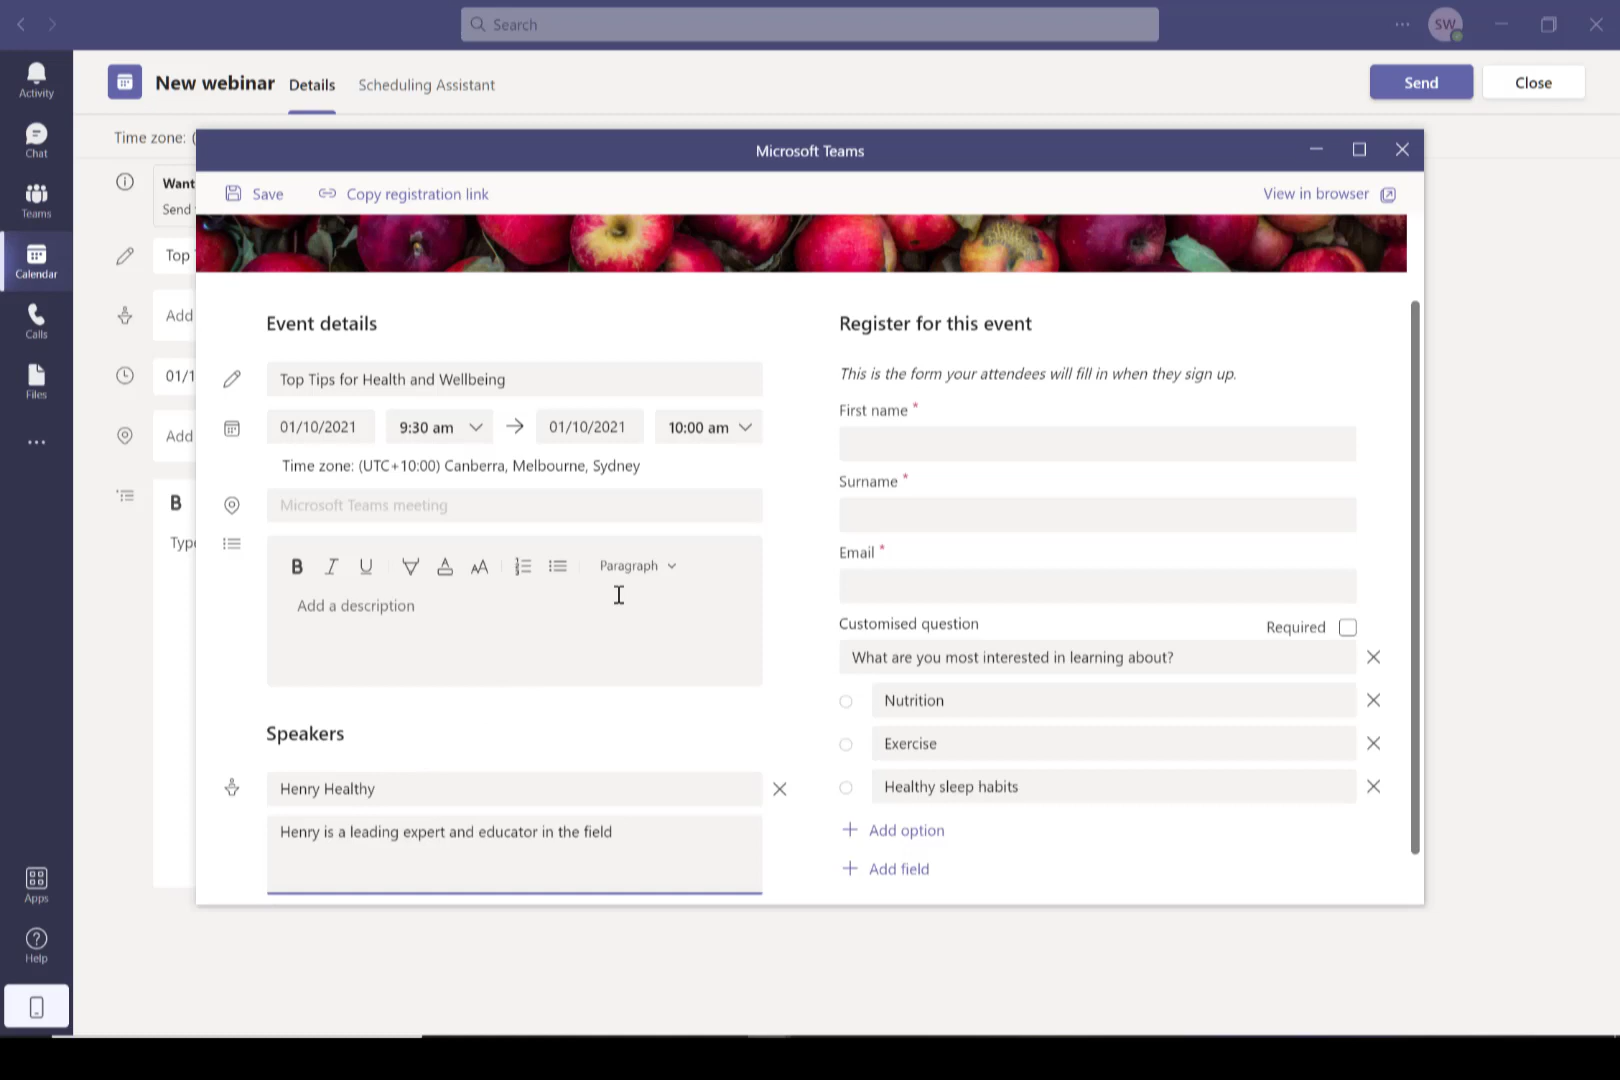 Search
SW
Activity
Chat
Teams
Calendar
Calls
Files
Apps
Help
New webinar
Details
Scheduling Assistant
Send
Close
Time zone: (
Want
Send
Top
Add
01/1
Add
B
Type
Microsoft Teams
Save
Copy registration link
View in browser
Event details
Top Tips for Health and Wellbeing
01/10/2021 9:30 am 01/10/2021 10:00 am
Time zone: (UTC+10:00) Canberra, Melbourne, Sydney
Microsoft Teams meeting
B I U A AA Paragraph
Add a description
Speakers
Henry Healthy
Henry is a leading expert and educator in the field
Register for this event
This is the form your attendees will fill in when they sign up.
First name *
Surname *
Email *
Customised question Required
What are you most interested in learning about?
Nutrition
Exercise
Healthy sleep habits
+ Add option
+ Add field